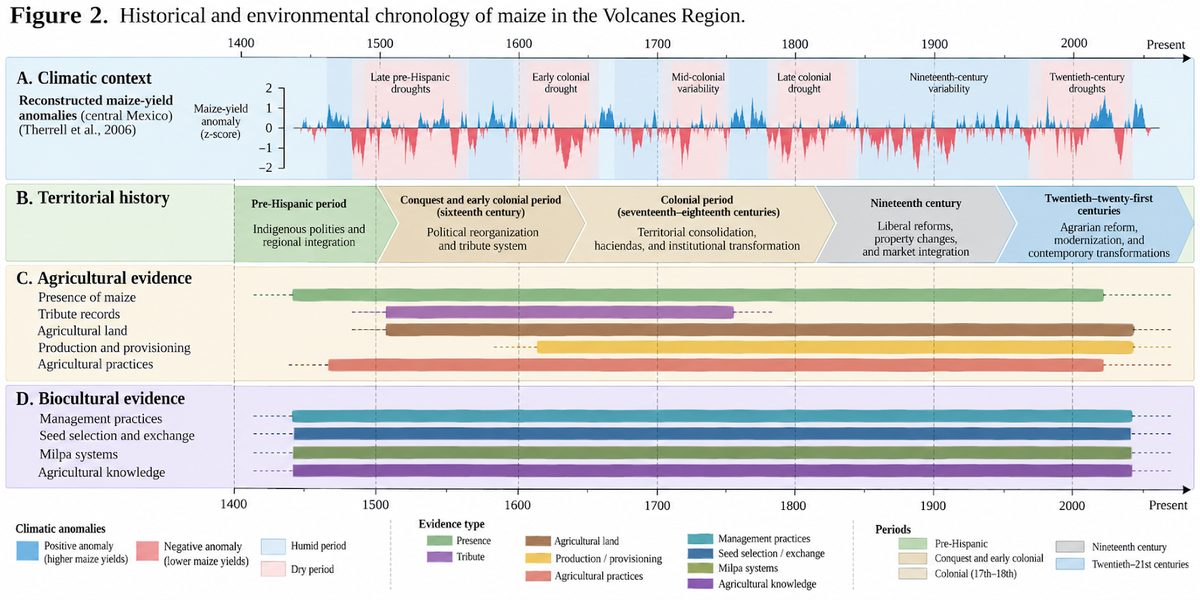 Figure 2. Historical and environmental chronology of maize in the Volcanes Region.
1400 1500 1600 1700 1800 1900 2000 Present
A. Climatic context
Reconstructed maize-yield
anomalies (central Mexico)
(Therrell et al., 2006)
Maize-yield
anomaly
(z-score)
2
1
0
−1
−2
Late pre-Hispanic
droughts
Early colonial
drought
Mid-colonial
variability
Late colonial
drought
Nineteenth-century
variability
Twentieth-century
droughts
B. Territorial history
Pre-Hispanic period
Indigenous polities and
regional integration
Conquest and early colonial period
(sixteenth century)
Political reorganization
and tribute system
Colonial period
(seventeenth–eighteenth centuries)
Territorial consolidation,
haciendas, and institutional transformation
Nineteenth century
Liberal reforms,
property changes,
and market integration
Twentieth–twenty-first
centuries
Agrarian reform,
modernization, and
contemporary transformations
C. Agricultural evidence
Presence of maize
Tribute records
Agricultural land
Production and provisioning
Agricultural practices
D. Biocultural evidence
Management practices
Seed selection and exchange
Milpa systems
Agricultural knowledge
1400 1500 1600 1700 1800 1900 2000 Present
Climatic anomalies
Positive anomaly
(higher maize yields)
Negative anomaly
(lower maize yields)
Humid period
Dry period
Evidence type
Presence
Tribute
Agricultural land
Production / provisioning
Agricultural practices
Management practices
Seed selection / exchange
Milpa systems
Agricultural knowledge
Periods
Pre-Hispanic
Conquest and early colonial
Colonial (17th–18th)
Nineteenth century
Twentieth–21st centuries